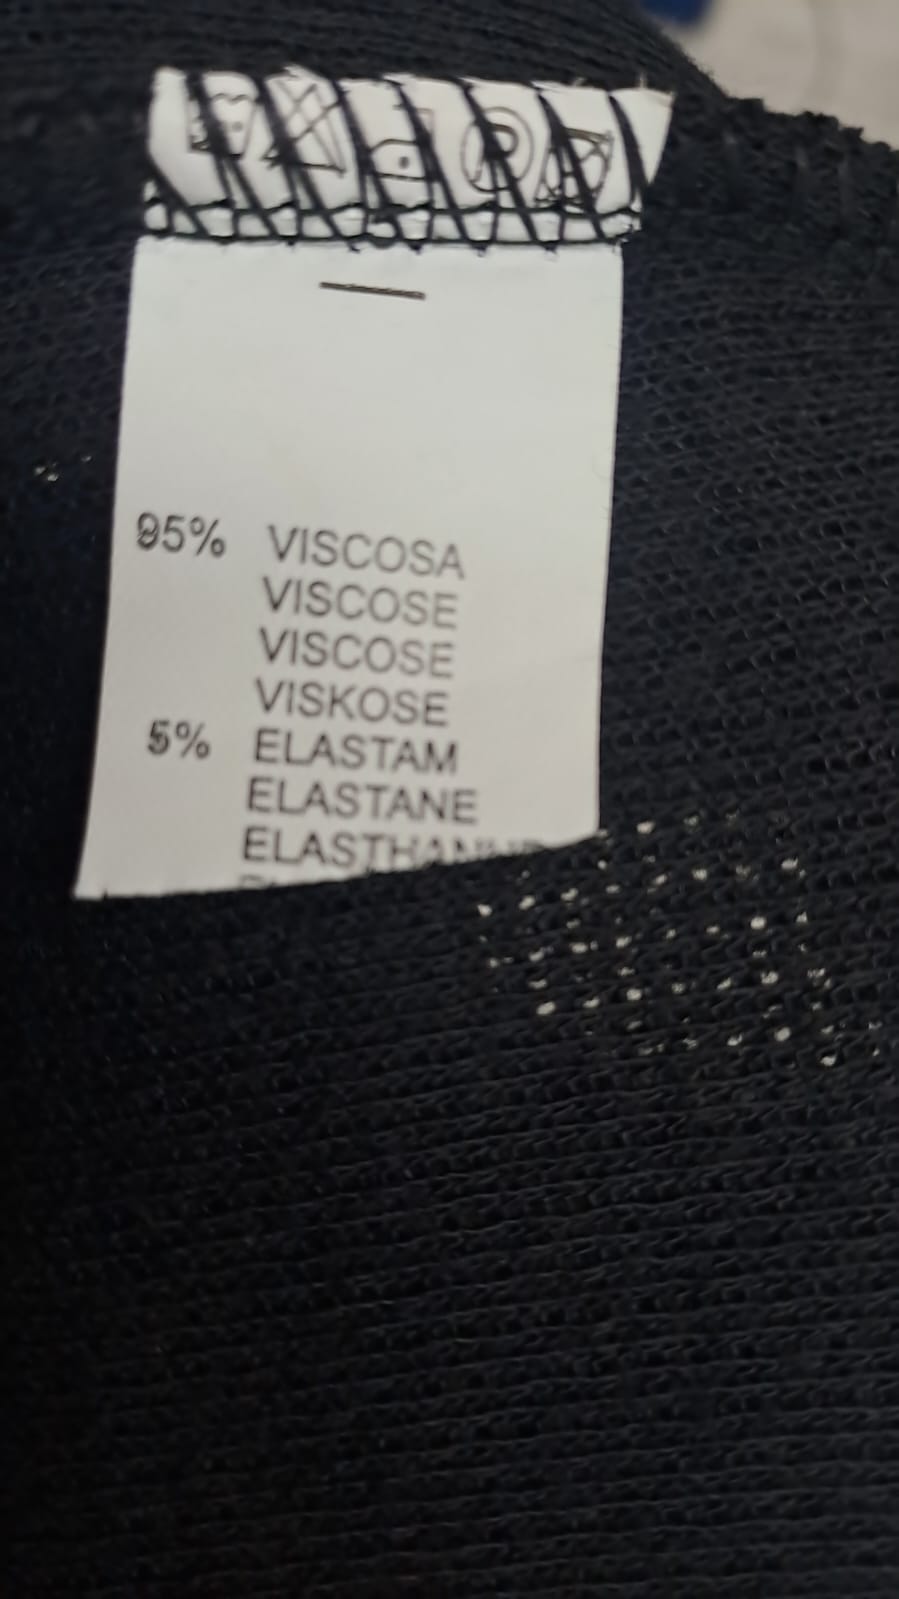 95% VISCOSA
VISCOSE
VISCOSE
VISKOSE
5% ELASTAM
ELASTANE